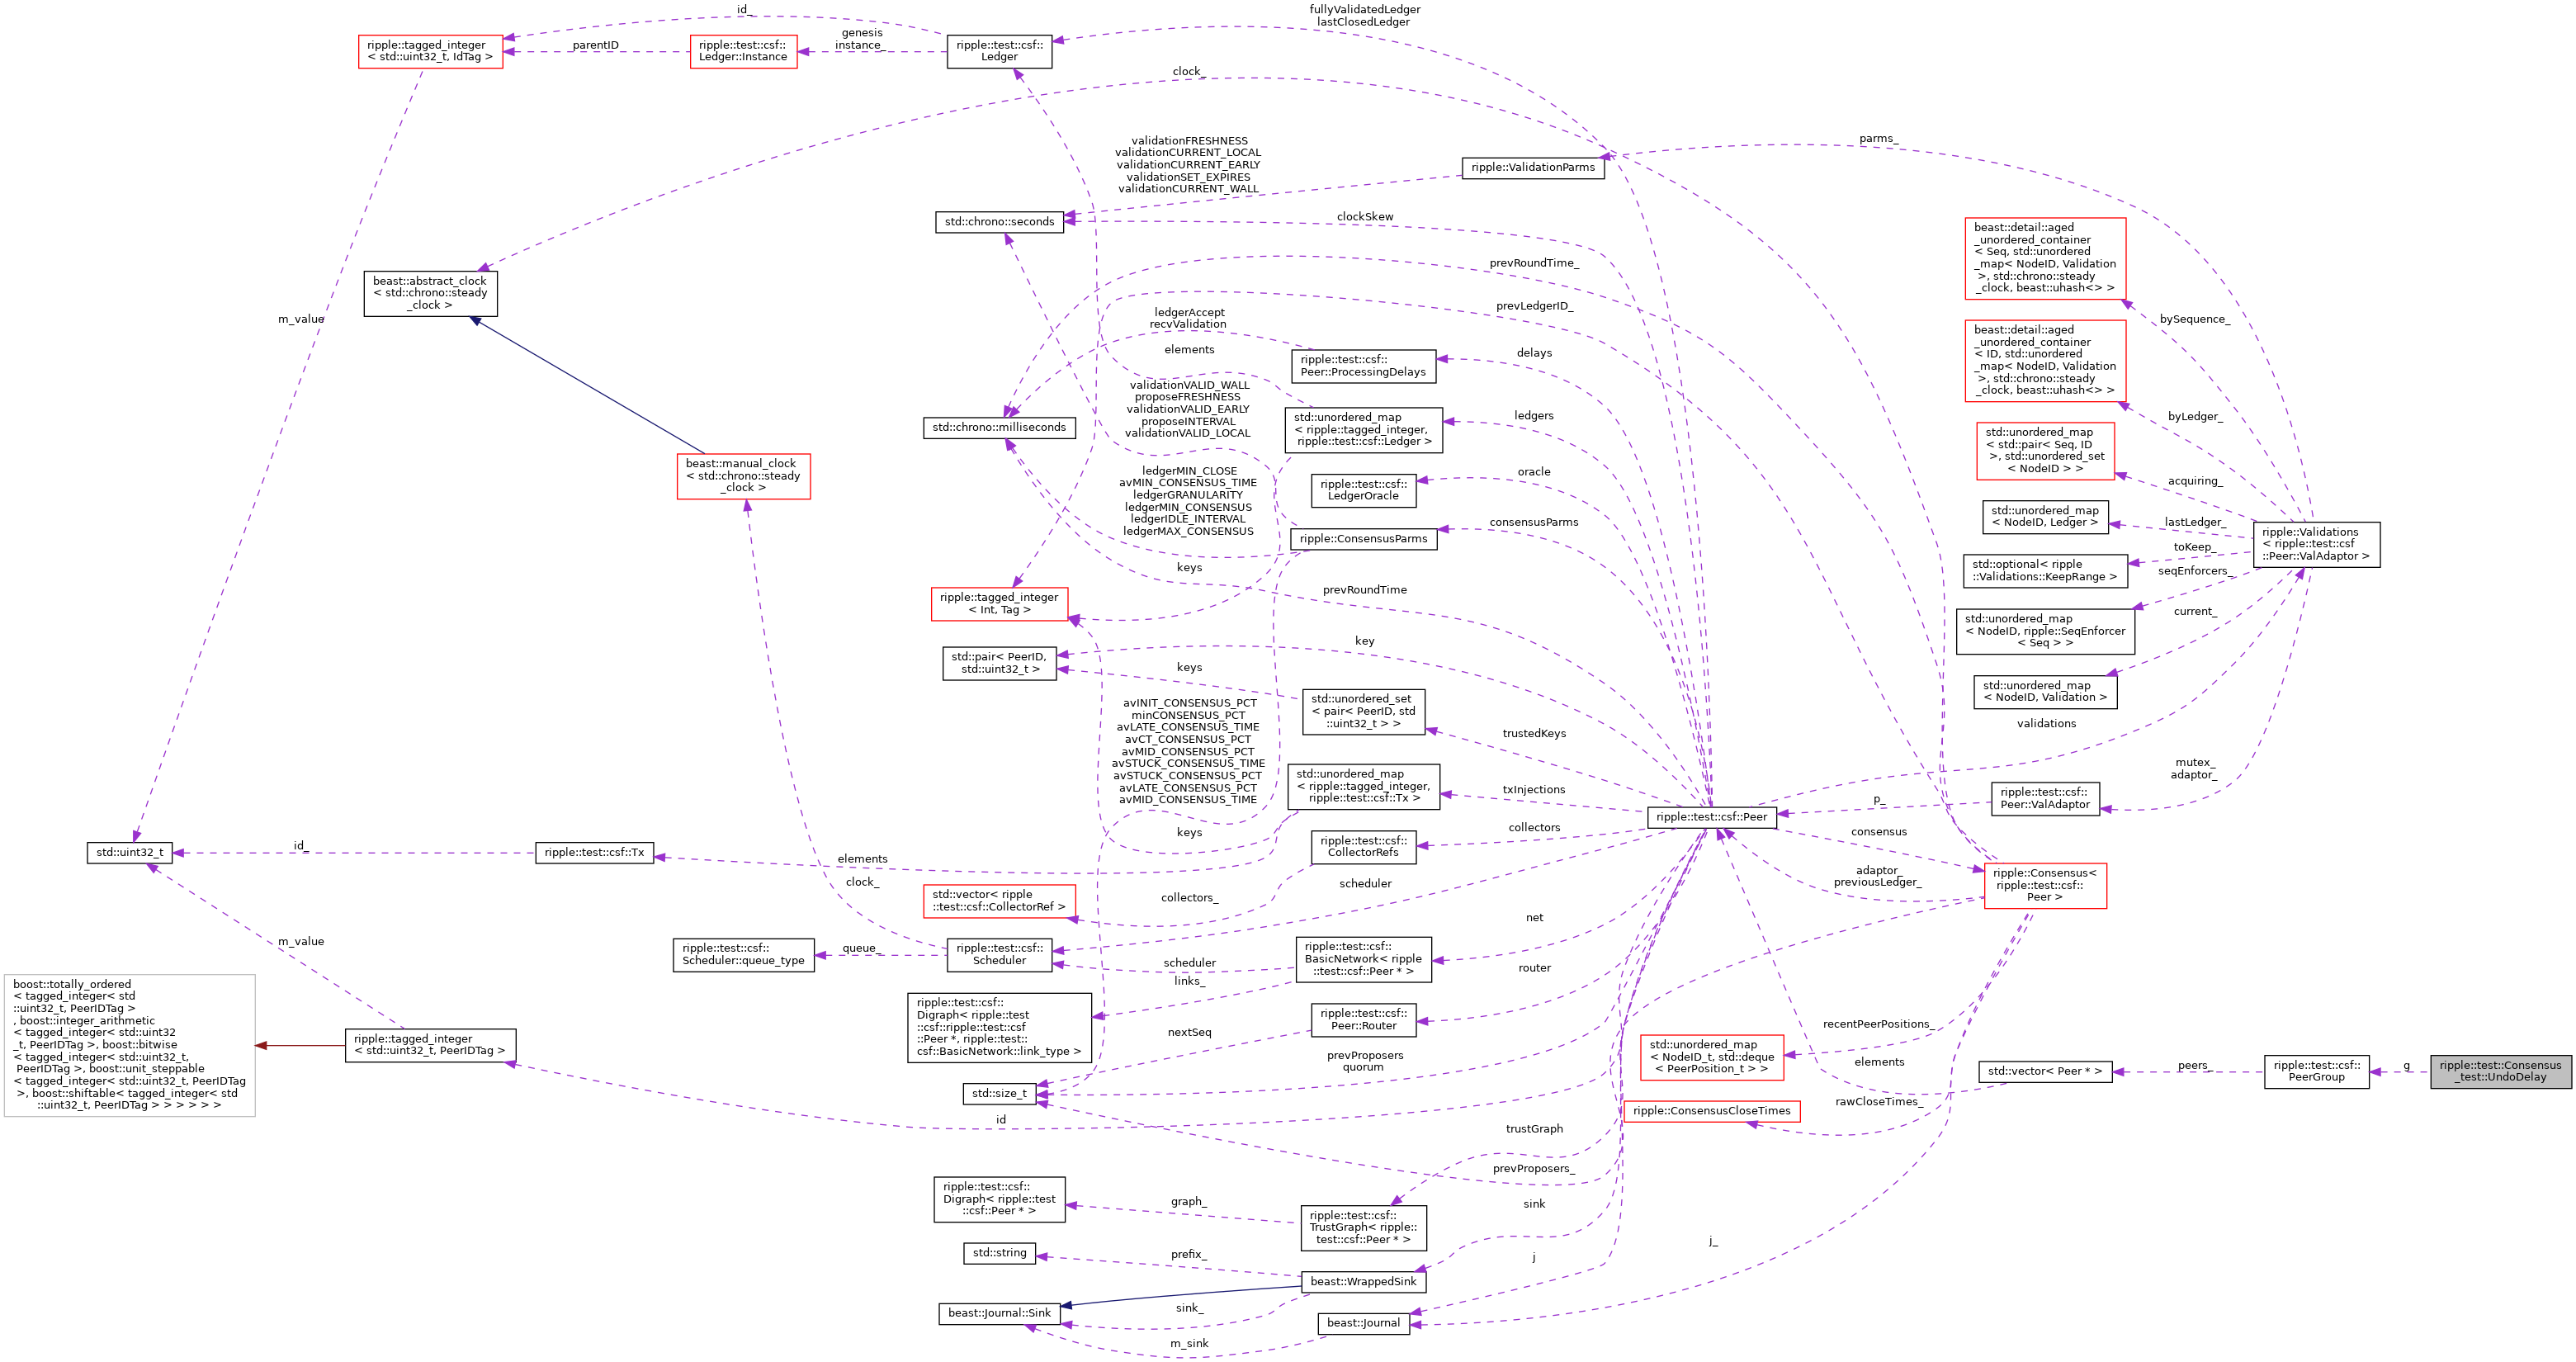 id_
fullyValidatedLedger
lastClosedLedger
ripple::tagged_integer
< std::uint32_t, IdTag >
parentID
ripple::test::csf::
Ledger::Instance
genesis
instance_
ripple::test::csf::
Ledger
clock_
validationFRESHNESS
validationCURRENT_LOCAL
validationCURRENT_EARLY
validationSET_EXPIRES
validationCURRENT_WALL
ripple::ValidationParms
parms_
std::chrono::seconds
clockSkew
beast::detail::aged
_unordered_container
< Seq, std::unordered
_map< NodeID, Validation
>, std::chrono::steady
_clock, beast::uhash<> >
beast::abstract_clock
< std::chrono::steady
_clock >
prevRoundTime_
m_value
ledgerAccept
recvValidation
prevLedgerID_
bySequence_
elements
ripple::test::csf::
Peer::ProcessingDelays
delays
beast::detail::aged
_unordered_container
< ID, std::unordered
_map< NodeID, Validation
>, std::chrono::steady
_clock, beast::uhash<> >
std::chrono::milliseconds
validationVALID_WALL
proposeFRESHNESS
validationVALID_EARLY
proposeINTERVAL
validationVALID_LOCAL
std::unordered_map
< ripple::tagged_integer,
ripple::test::csf::Ledger >
ledgers
byLedger_
beast::manual_clock
< std::chrono::steady
_clock >
ledgerMIN_CLOSE
avMIN_CONSENSUS_TIME
ledgerGRANULARITY
ledgerMIN_CONSENSUS
ledgerIDLE_INTERVAL
ledgerMAX_CONSENSUS
ripple::test::csf::
LedgerOracle
oracle
std::unordered_map
< std::pair< Seq, ID
>, std::unordered_set
< NodeID > >
acquiring_
ripple::ConsensusParms
consensusParms
std::unordered_map
< NodeID, Ledger >
lastLedger_
ripple::Validations
< ripple::test::csf
::Peer::ValAdaptor >
keys
prevRoundTime
std::optional< ripple
::Validations::KeepRange >
toKeep_
seqEnforcers_
ripple::tagged_integer
< Int, Tag >
std::unordered_map
< NodeID, ripple::SeqEnforcer
< Seq > >
current_
std::pair< PeerID,
std::uint32_t >
key
keys
std::unordered_map
< NodeID, Validation >
std::unordered_set
< pair< PeerID, std
::uint32_t > >
trustedKeys
validations
avINIT_CONSENSUS_PCT
minCONSENSUS_PCT
avLATE_CONSENSUS_TIME
avCT_CONSENSUS_PCT
avMID_CONSENSUS_PCT
avSTUCK_CONSENSUS_TIME
avSTUCK_CONSENSUS_PCT
avLATE_CONSENSUS_PCT
avMID_CONSENSUS_TIME
std::unordered_map
< ripple::tagged_integer,
ripple::test::csf::Tx >
txInjections
mutex_
adaptor_
ripple::test::csf::
Peer::ValAdaptor
p_
ripple::test::csf::Peer
keys
ripple::test::csf::
CollectorRefs
collectors
consensus
std::uint32_t
id_
ripple::test::csf::Tx
elements
clock_
scheduler
adaptor_
previousLedger_
ripple::Consensus<
ripple::test::csf::
Peer >
std::vector< ripple
::test::csf::CollectorRef >
collectors_
net
m_value
ripple::test::csf::
Scheduler::queue_type
queue_
ripple::test::csf::
Scheduler
scheduler
links_
ripple::test::csf::
BasicNetwork< ripple
::test::csf::Peer * >
router
boost::totally_ordered
< tagged_integer< std
::uint32_t, PeerIDTag >
, boost::integer_arithmetic
< tagged_integer< std::uint32
_t, PeerIDTag >, boost::bitwise
< tagged_integer< std::uint32_t,
PeerIDTag >, boost::unit_steppable
< tagged_integer< std::uint32_t, PeerIDTag
>, boost::shiftable< tagged_integer< std
::uint32_t, PeerIDTag > > > > > >
ripple::tagged_integer
< std::uint32_t, PeerIDTag >
ripple::test::csf::
Digraph< ripple::test
::csf::ripple::test::csf
::Peer *, ripple::test::
csf::BasicNetwork::link_type >
nextSeq
ripple::test::csf::
Peer::Router
recentPeerPositions_
std::unordered_map
< NodeID_t, std::deque
< PeerPosition_t > >
prevProposers
quorum
elements
std::vector< Peer * >
peers_
ripple::test::csf::
PeerGroup
g
ripple::test::Consensus
_test::UndoDelay
std::size_t
id
ripple::ConsensusCloseTimes
rawCloseTimes_
trustGraph
prevProposers_
ripple::test::csf::
Digraph< ripple::test
::csf::Peer * >
graph_
ripple::test::csf::
TrustGraph< ripple::
test::csf::Peer * >
sink
std::string
prefix_
j
j_
beast::WrappedSink
beast::Journal::Sink
sink_
beast::Journal
m_sink